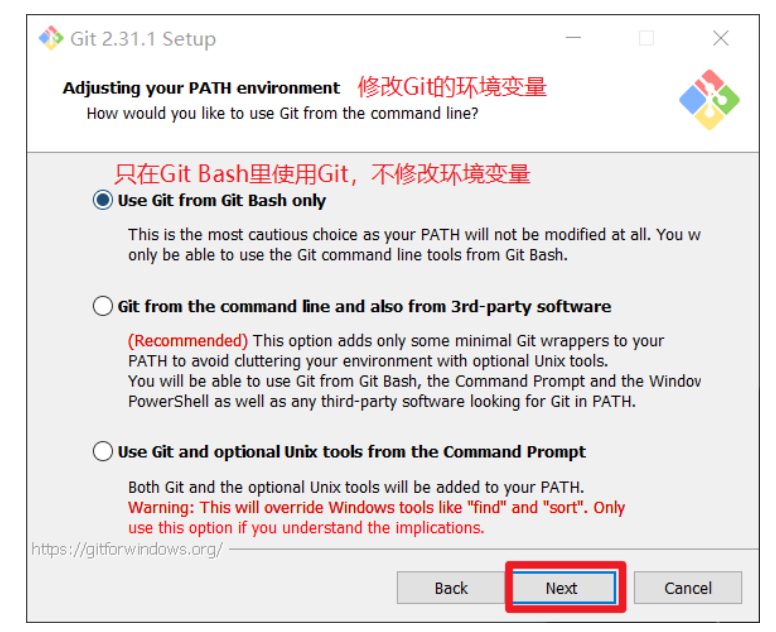 Git 2.31.1 Setup
Adjusting your PATH environment 修改Git的环境变量
How would you like to use Git from the command line?
只在Git Bash里使用Git，不修改环境变量
Use Git from Git Bash only
This is the most cautious choice as your PATH will not be modified at all. You w
only be able to use the Git command line tools from Git Bash.
Git from the command line and also from 3rd-party software
(Recommended) This option adds only some minimal Git wrappers to your
PATH to avoid cluttering your environment with optional Unix tools.
You will be able to use Git from Git Bash, the Command Prompt and the Window
PowerShell as well as any third-party software looking for Git in PATH.
Use Git and optional Unix tools from the Command Prompt
Both Git and the optional Unix tools will be added to your PATH.
Warning: This will override Windows tools like "find" and "sort". Only
use this option if you understand the implications.
https://gitforwindows.org/
Back Next Cancel